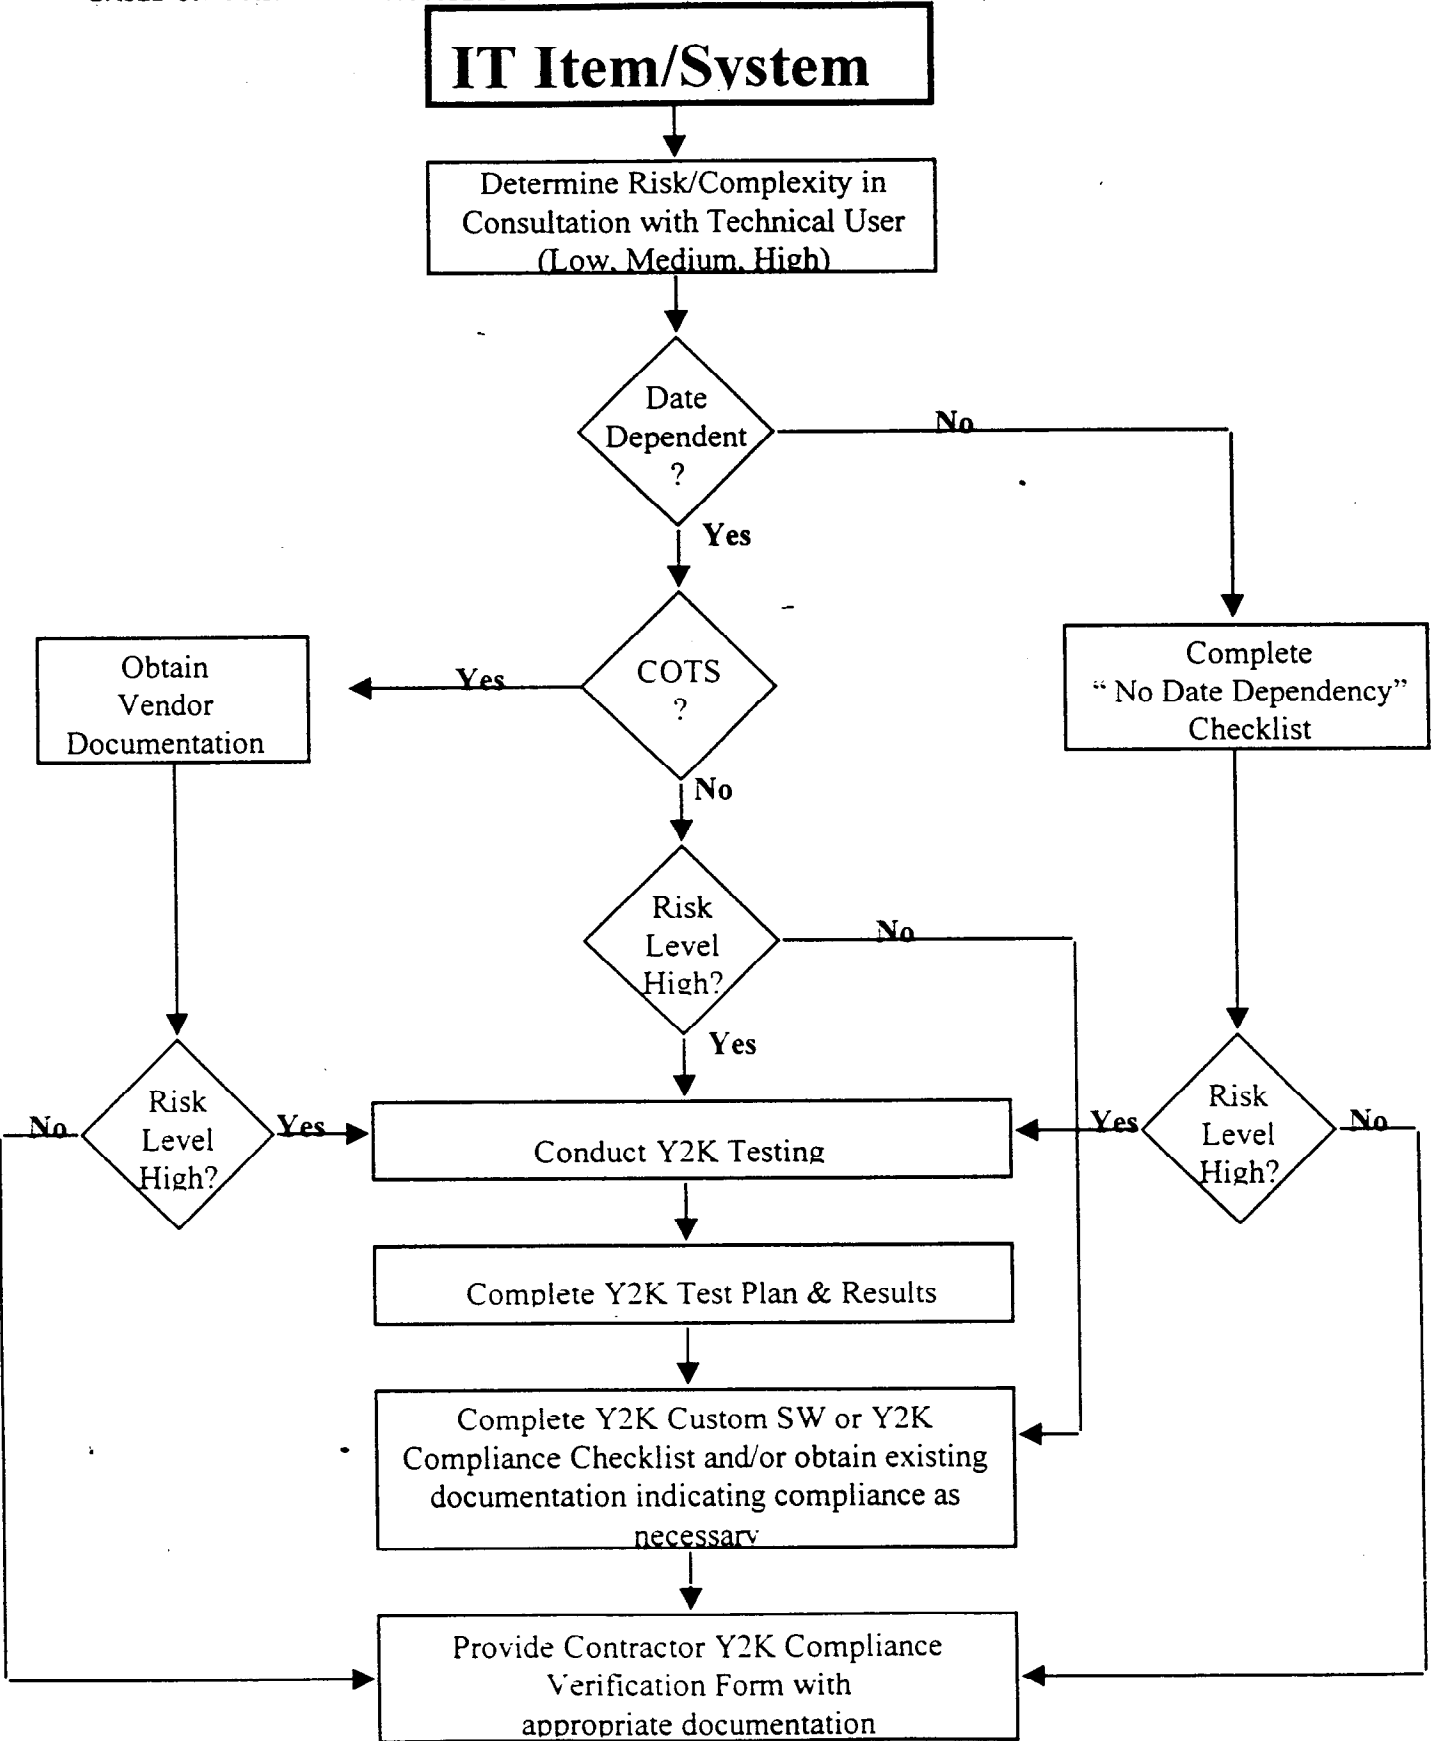 IT Item/System
Determine Risk/Complexity in
Consultation with Technical User
(Low, Medium, High)
Date
Dependent
?
No
Yes
COTS
?
Yes
No
Obtain
Vendor
Documentation
Complete
“ No Date Dependency”
Checklist
Risk
Level
High?
No
Yes
Risk
Level
High?
No
Yes
Risk
Level
High?
Yes
No
Conduct Y2K Testing
Complete Y2K Test Plan & Results
Complete Y2K Custom SW or Y2K
Compliance Checklist and/or obtain existing
documentation indicating compliance as
necessary
Provide Contractor Y2K Compliance
Verification Form with
appropriate documentation